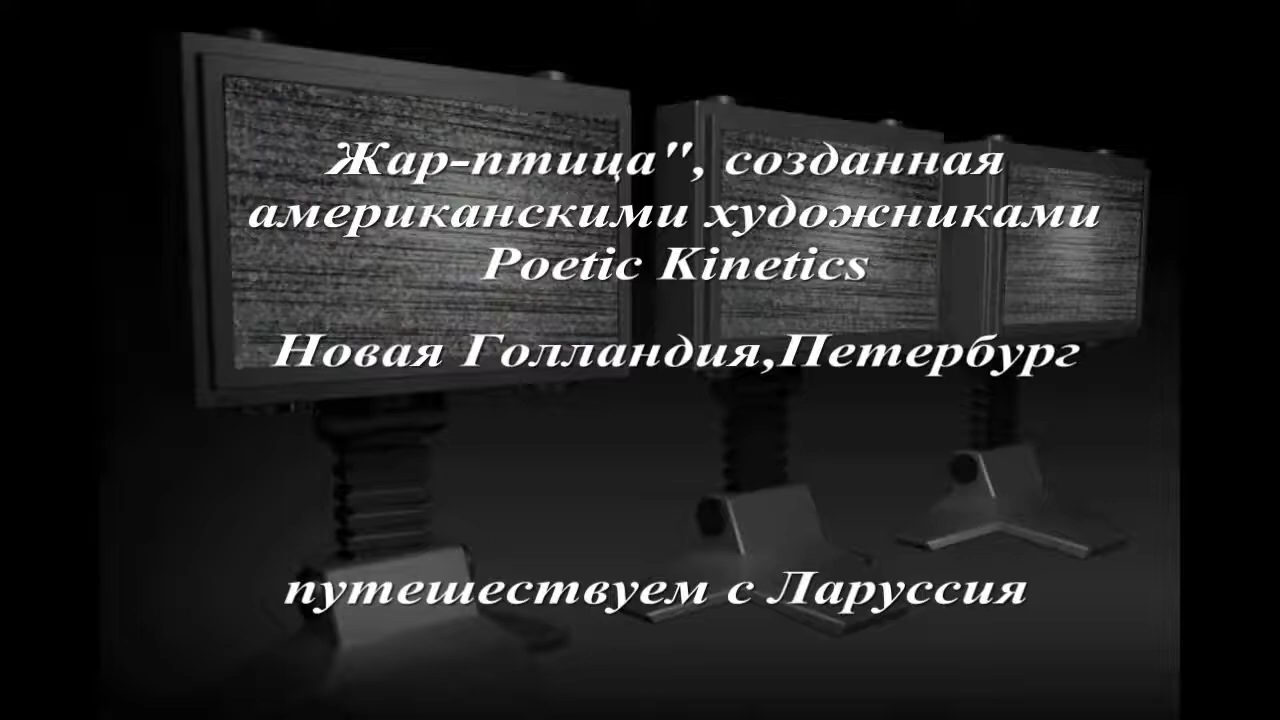 Жар-птица", созданная
американскими художниками
Poetic Kinetics
Новая Голландия,Петербург
путешествуем с Ларуссия